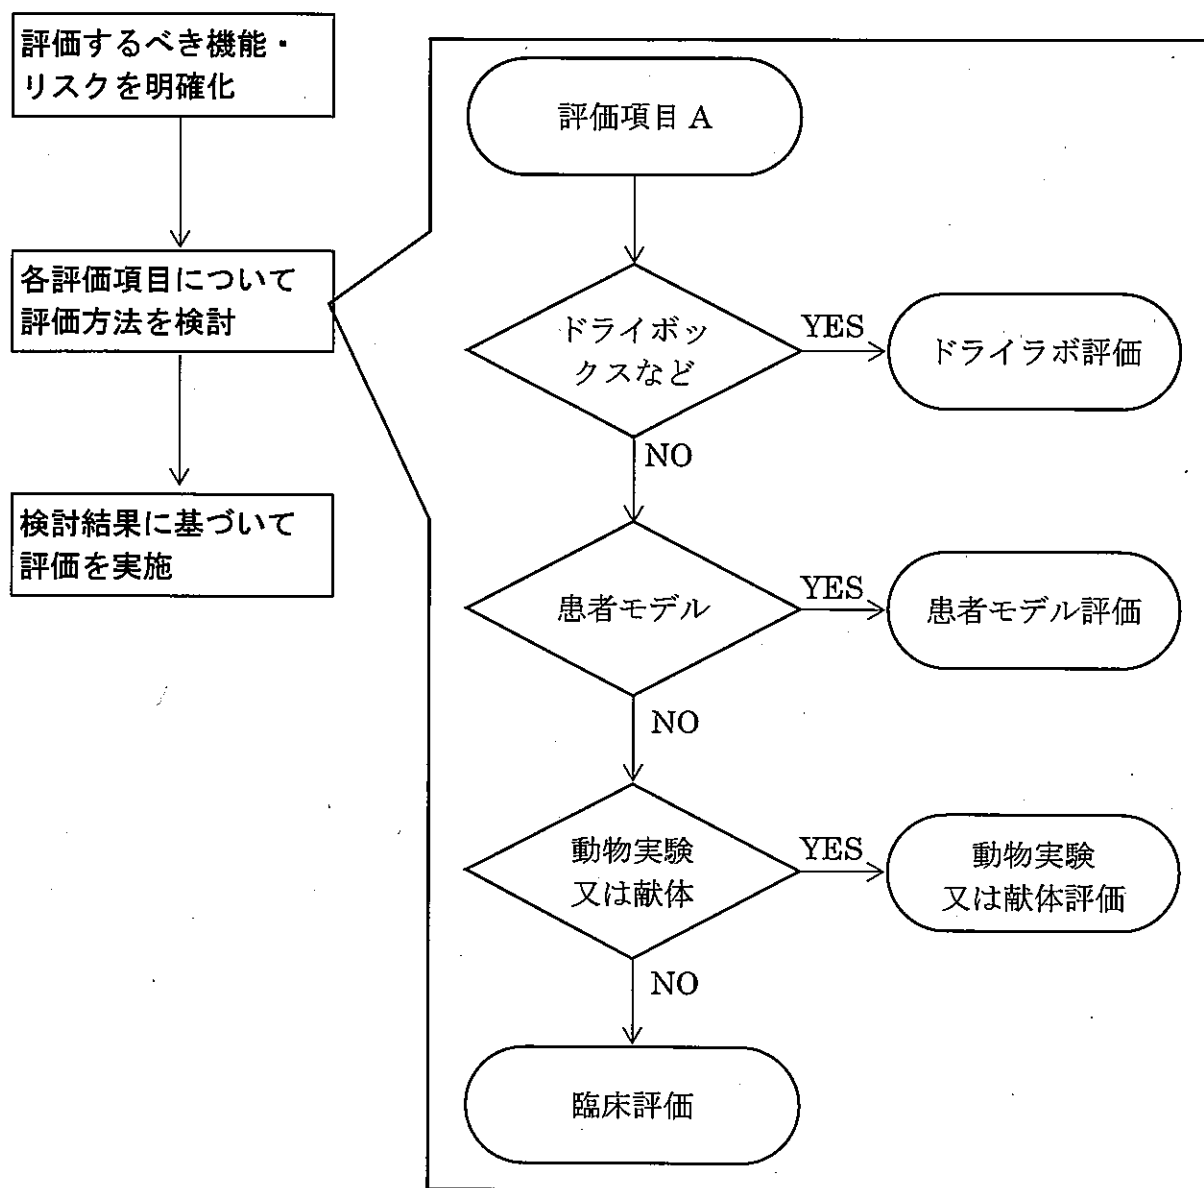 評価するべき機能・
リスクを明確化
各評価項目について
評価方法を検討
検討結果に基づいて
評価を実施
評価項目 A
ドライボッ
クスなど
YES
ドライラボ評価
NO
患者モデル
YES
患者モデル評価
NO
動物実験
又は献体
YES
動物実験
又は献体評価
NO
臨床評価